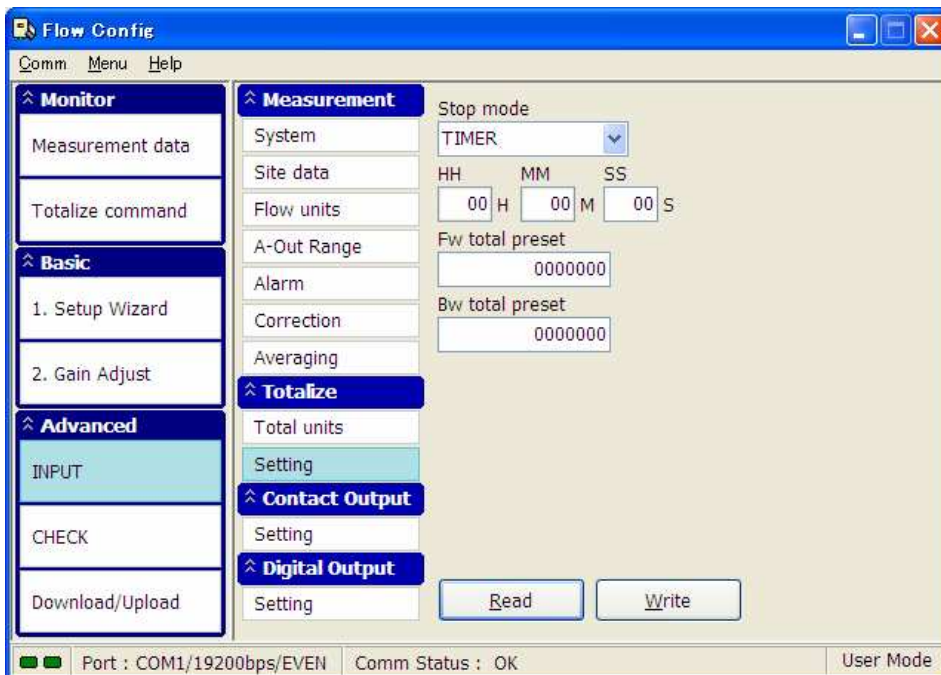 Flow Config
Comm Menu Help
Monitor
Measurement data
Totalize command
Basic
1. Setup Wizard
2. Gain Adjust
Advanced
INPUT
CHECK
Download/Upload
Measurement
System
Site data
Flow units
A-Out Range
Alarm
Correction
Averaging
Totalize
Total units
Setting
Contact Output
Setting
Digital Output
Setting
Stop mode
TIMER
HH MM SS
00 H 00 M 00 S
Fw total preset
0000000
Bw total preset
0000000
Read Write
Port : COM1/19200bps/EVEN Comm Status : OK User Mode